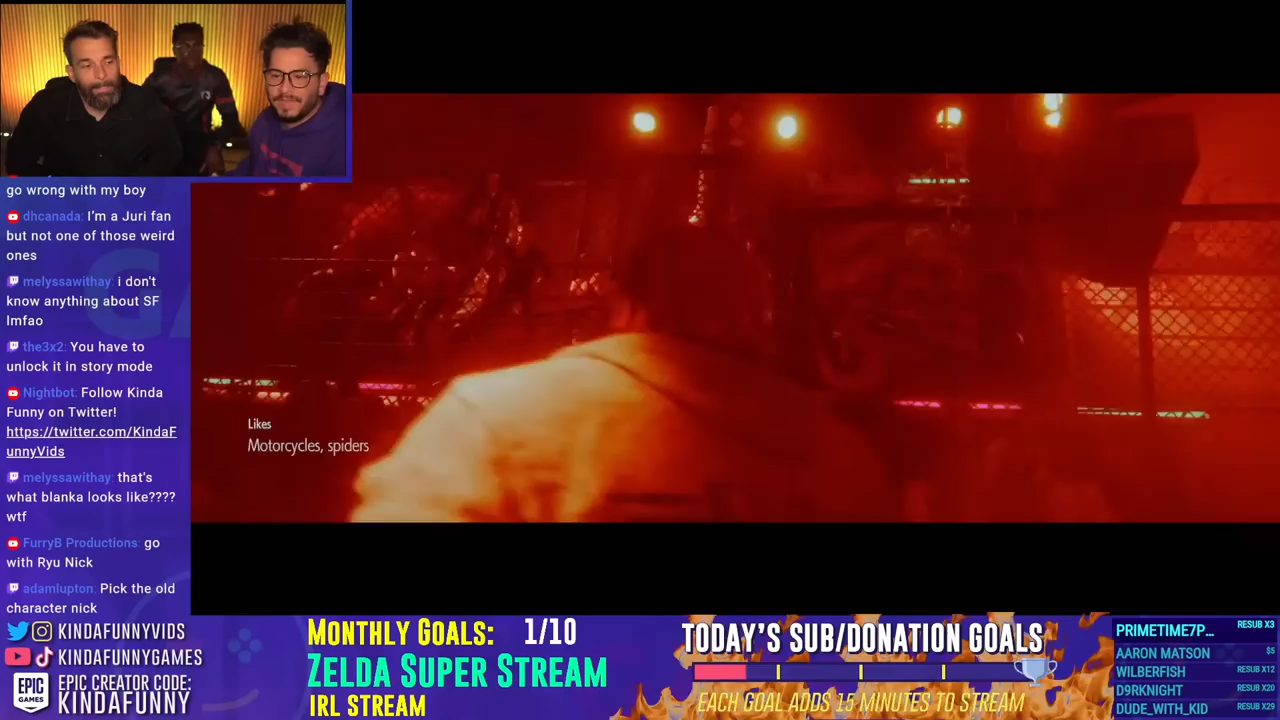 go wrong with my boy
dhcanada: I'm a Juri fan
but not one of those weird
ones
melyssawithay: i don't
know anything about SF
lmfao
the3x2: You have to
unlock it in story mode
Nightbot: Follow Kinda
Funny on Twitter!
https://twitter.com/KindaF
unnyVids
melyssawithay: that's
what blanka looks like????
wtf
FurryB Productions: go
with Ryu Nick
adamlupton: Pick the old
character nick
Likes
Motorcycles, spiders
KINDAFUNNYVIDS
KINDAFUNNYGAMES
EPIC GAMES
EPIC CREATOR CODE:
KINDAFUNNY
MONTHLY GOALS: 1/10
ZELDA SUPER STREAM
IRL STREAM
TODAY'S SUB/DONATION GOALS
EACH GOAL ADDS 15 MINUTES TO STREAM
PRIMETIME7P... RESUB X3
AARON MATSON $5
WILBERFISH RESUB X12
D9RKNIGHT RESUB X20
DUDE_WITH_KID RESUB X29